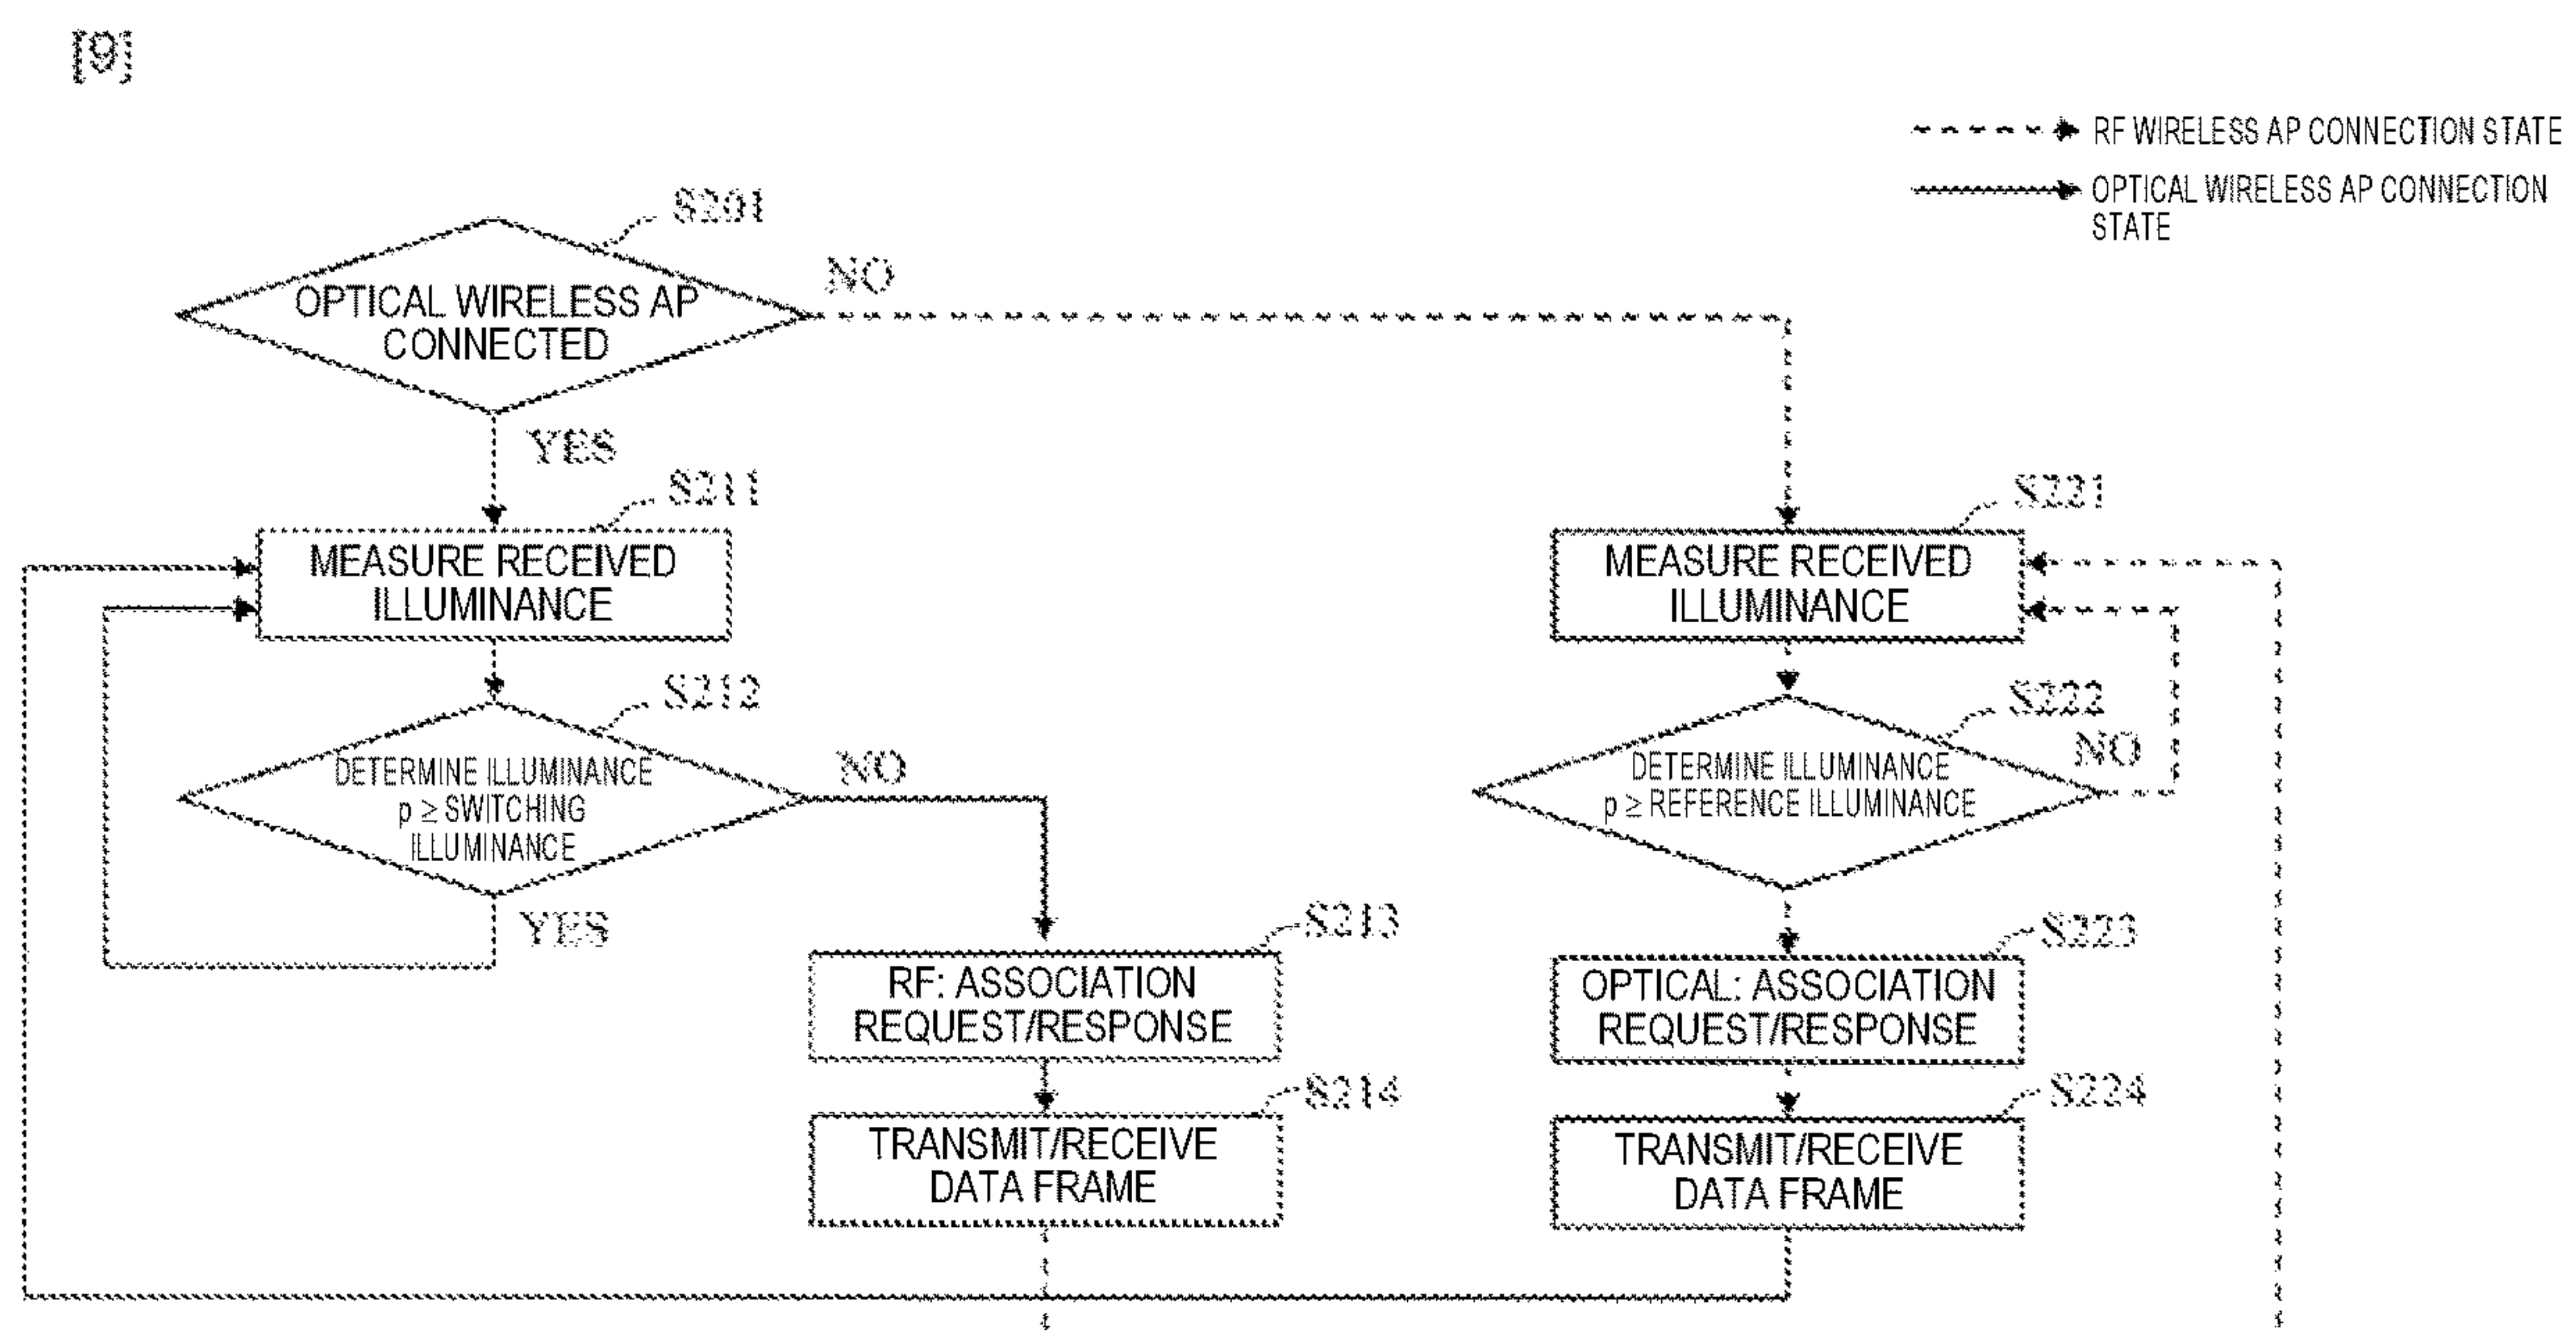 [9]
RF WIRELESS AP CONNECTION STATE
OPTICAL WIRELESS AP CONNECTION
STATE
S201
OPTICAL WIRELESS AP
CONNECTED
NO
YES
S211
MEASURE RECEIVED
ILLUMINANCE
S221
MEASURE RECEIVED
ILLUMINANCE
S212
DETERMINE ILLUMINANCE
p ≥ SWITCHING
ILLUMINANCE
NO
YES
S222
DETERMINE ILLUMINANCE
p ≥ REFERENCE ILLUMINANCE
NO
S213
RF: ASSOCIATION
REQUEST/RESPONSE
S223
OPTICAL: ASSOCIATION
REQUEST/RESPONSE
S214
TRANSMIT/RECEIVE
DATA FRAME
S224
TRANSMIT/RECEIVE
DATA FRAME